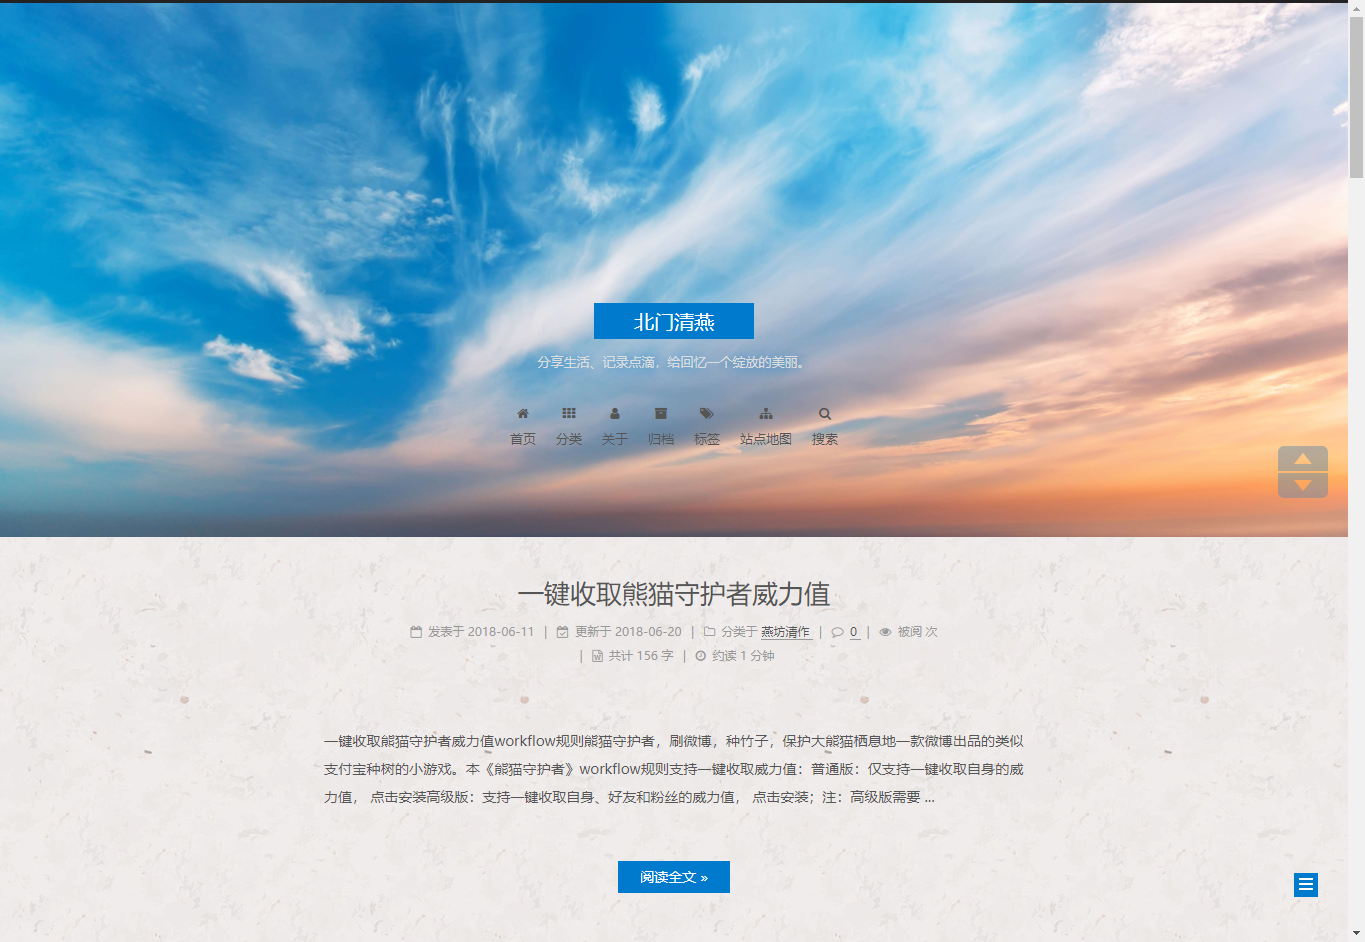 北门清燕
分享生活、记录点滴，给回忆一个绽放的美丽。
首页 分类 关于 归档 标签 站点地图 搜索
一键收取熊猫守护者威力值
发表于 2018-06-11 | 更新于 2018-06-20 | 分类于 燕坊清作 | 0 | 被阅 次
| 共计 156 字 | 约读 1 分钟
一键收取熊猫守护者威力值workflow规则熊猫守护者，刷微博，种竹子，保护大熊猫栖息地一款微博出品的类似
支付宝种树的小游戏。本《熊猫守护者》workflow规则支持一键收取威力值：普通版：仅支持一键收取自身的威
力值， 点击安装高级版：支持一键收取自身、好友和粉丝的威力值， 点击安装；注：高级版需要 ...
阅读全文 »